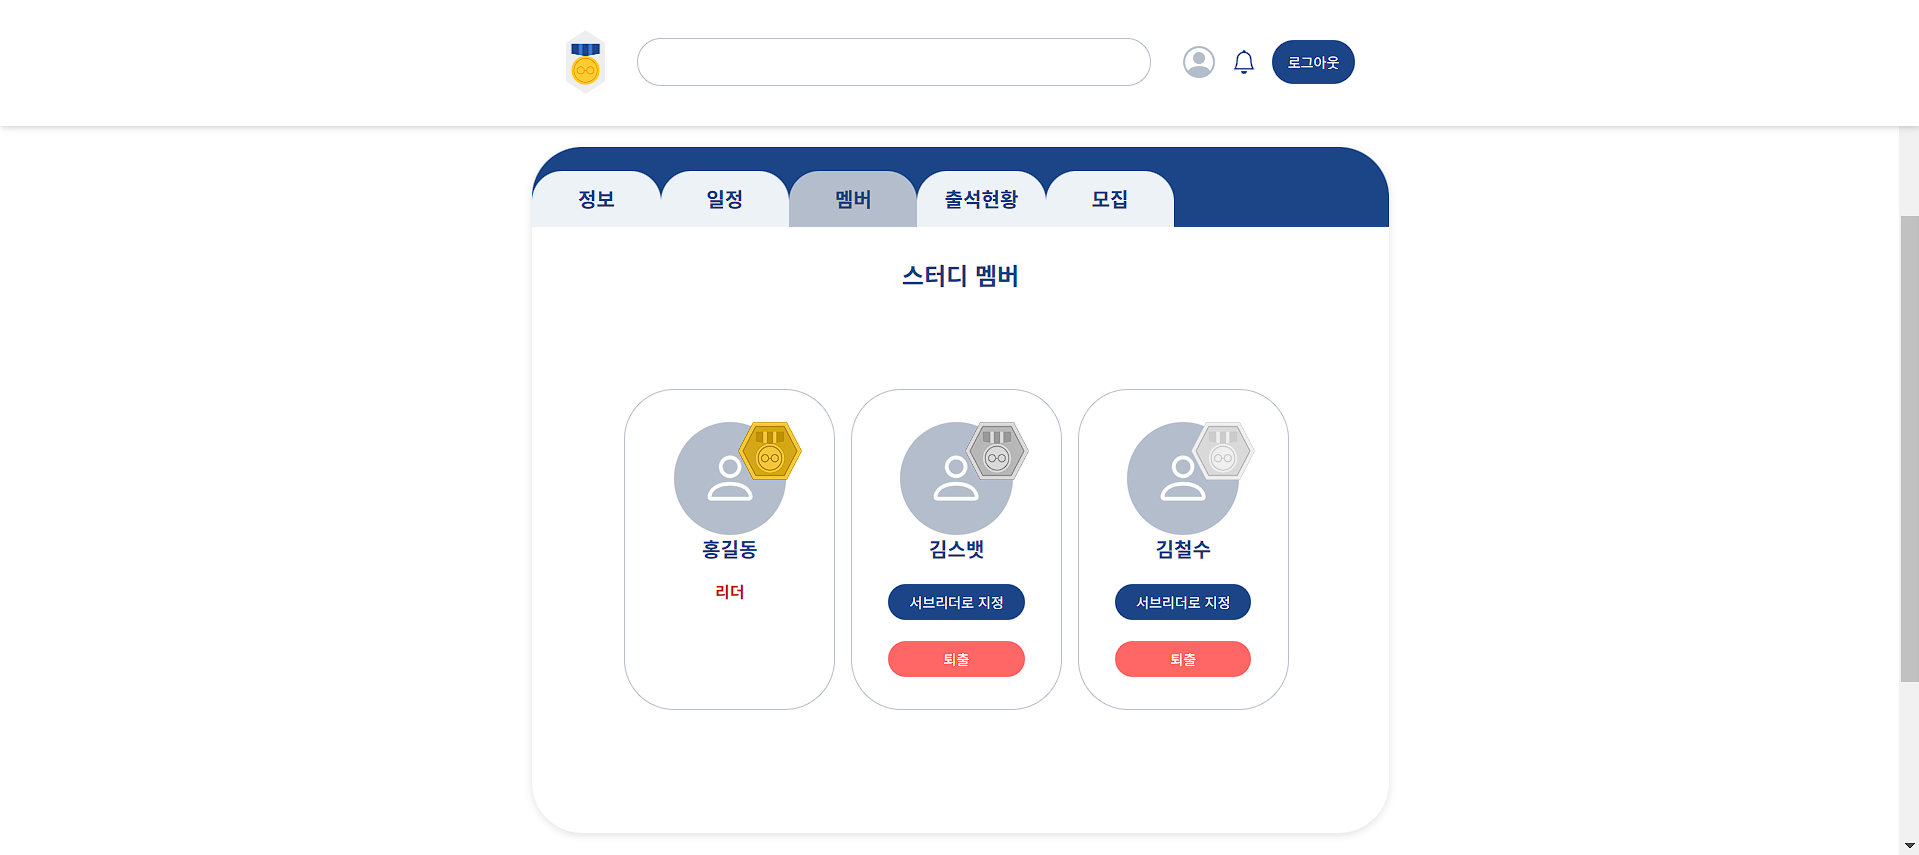 로그아웃
정보 일정 멤버 출석현황 모집
스터디 멤버
홍길동 김스뱃 김철수
리더
서브리더로 지정 서브리더로 지정
퇴출 퇴출